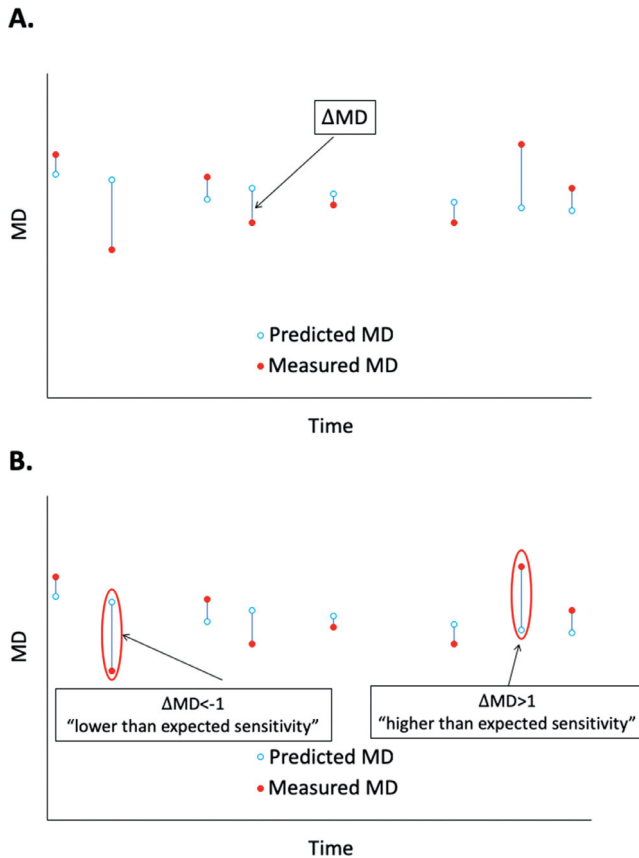 A.
ΔMD
MD
Predicted MD
Measured MD
Time
B.
MD
ΔMD<-1
“lower than expected sensitivity”
ΔMD>1
“higher than expected sensitivity”
Predicted MD
Measured MD
Time